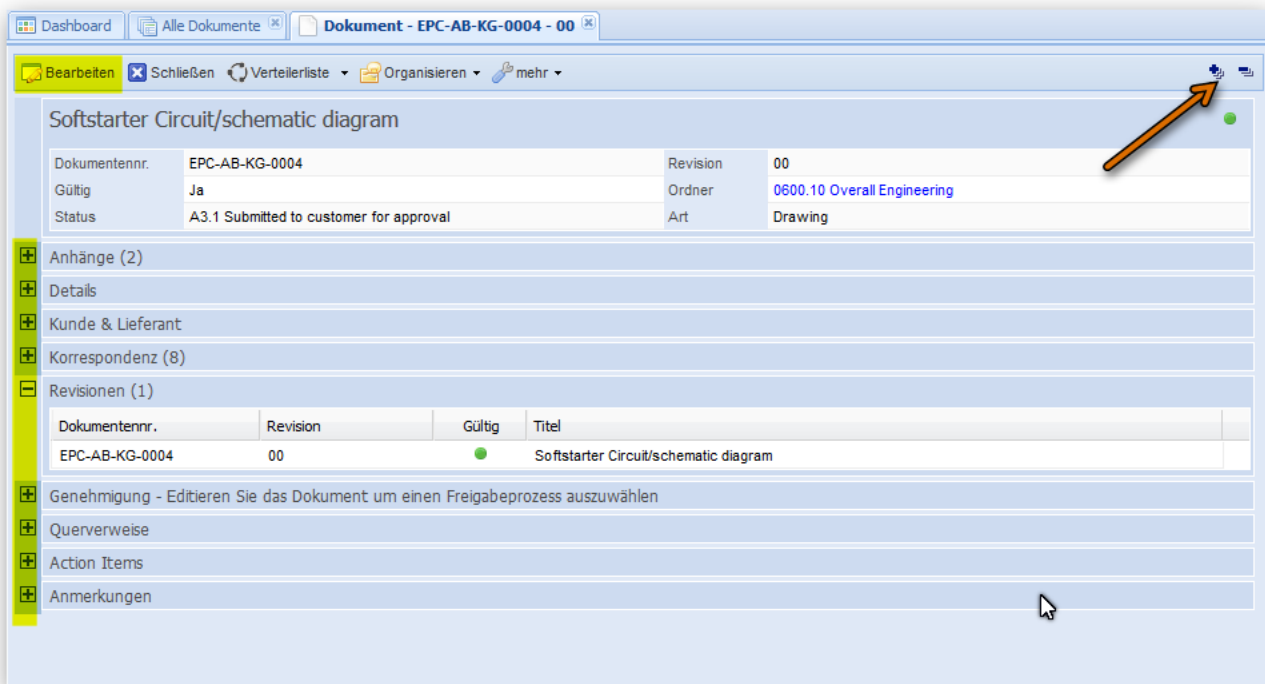 Dashboard Alle Dokumente Dokument - EPC-AB-KG-0004 - 00
Bearbeiten Schließen Verteilerliste Organisieren mehr
Softstarter Circuit/schematic diagram
Dokumentennr. EPC-AB-KG-0004 Revision 00
Gültig Ja Ordner 0600.10 Overall Engineering
Status A3.1 Submitted to customer for approval Art Drawing
Anhänge (2)
Details
Kunde & Lieferant
Korrespondenz (8)
Revisionen (1)
Dokumentennr. Revision Gültig Titel
EPC-AB-KG-0004 00 Softstarter Circuit/schematic diagram
Genehmigung - Editieren Sie das Dokument um einen Freigabeprozess auszuwählen
Querverweise
Action Items
Anmerkungen